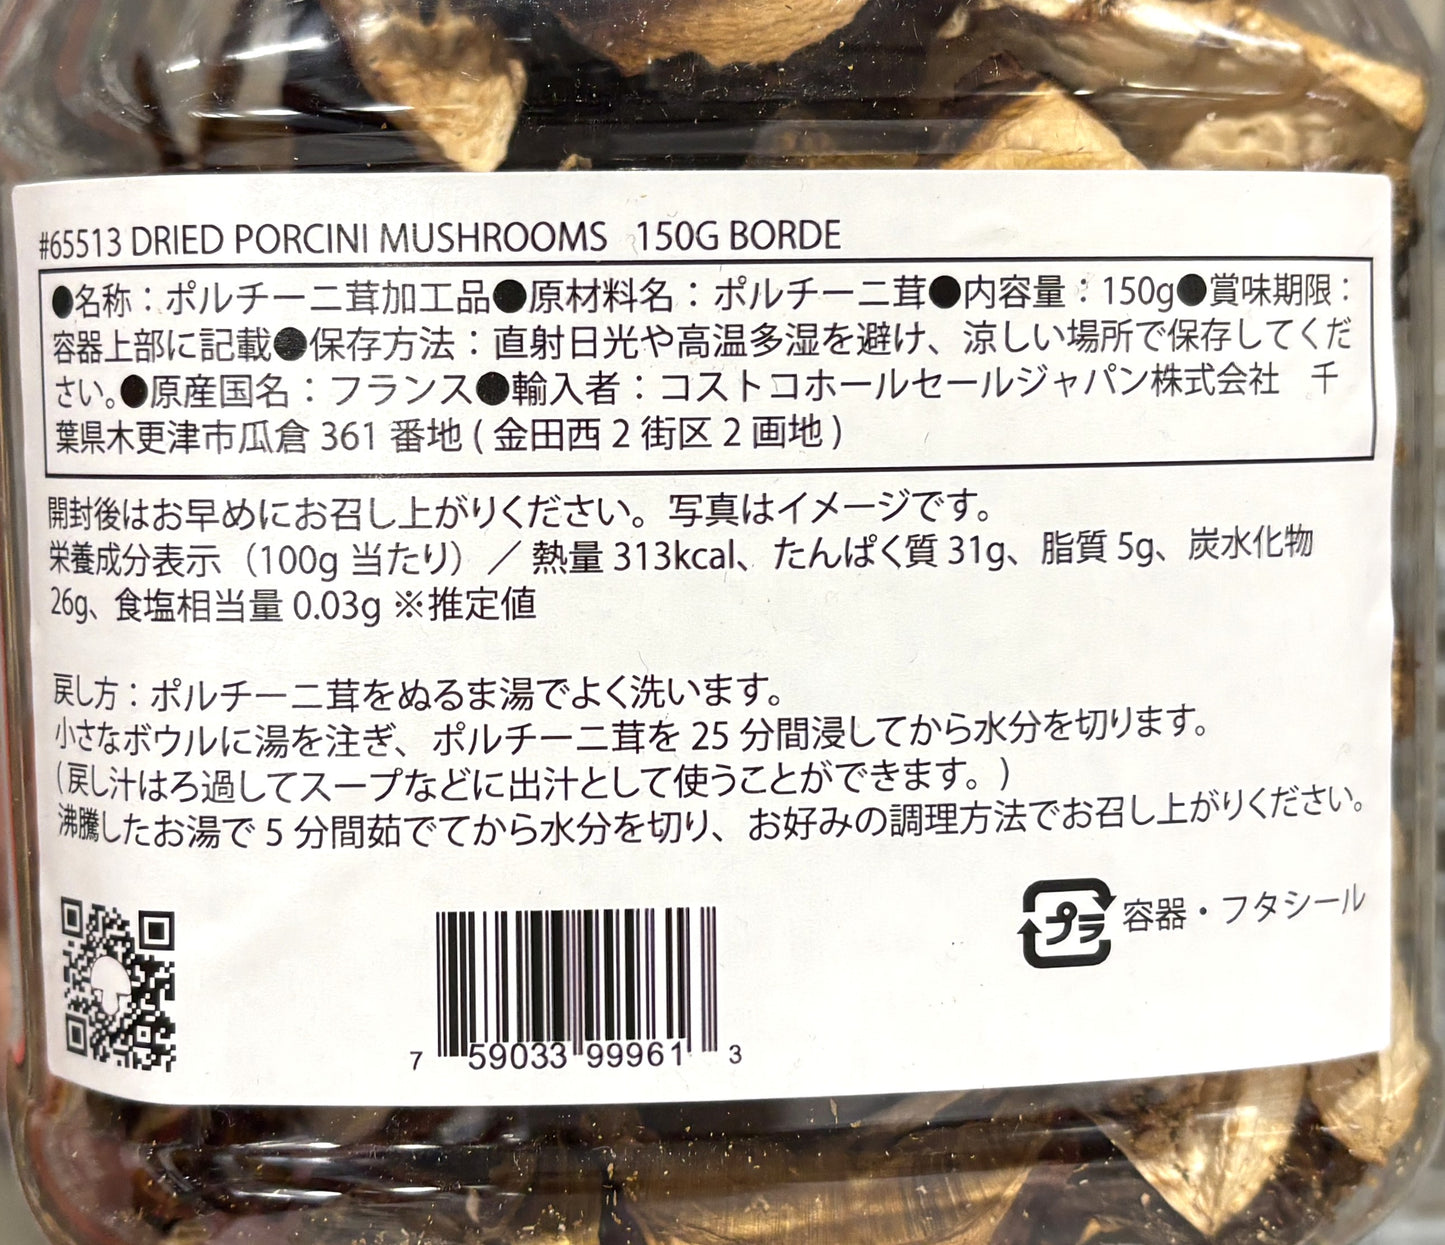 #65513 DRIED PORCINI MUSHROOMS 150G BORDE
●名称：ポルチーニ茸加工品●原材料名：ポルチーニ茸●内容量：150g●賞味期限：
容器上部に記載●保存方法：直射日光や高温多湿を避け、涼しい場所で保存してくだ
さい。●原産国名：フランス●輸入者：コストコホールセールジャパン株式会社　千
葉県木更津市瓜倉 361 番地 ( 金田西 2 街区 2 画地 )
開封後はお早めにお召し上がりください。写真はイメージです。
栄養成分表示（100g 当たり）／ 熱量 313kcal、たんぱく質 31g、脂質 5g、炭水化物
26g、食塩相当量 0.03g ※推定値
戻し方：ポルチーニ茸をぬるま湯でよく洗います。
小さなボウルに湯を注ぎ、ポルチーニ茸を 25 分間浸してから水分を切ります。
（戻し汁はろ過してスープなどに出汁として使うことができます。)
沸騰したお湯で 5 分間茹でてから水分を切り、お好みの調理方法でお召し上がりください。
プラ 容器・フタシール
7 59033 99961 3